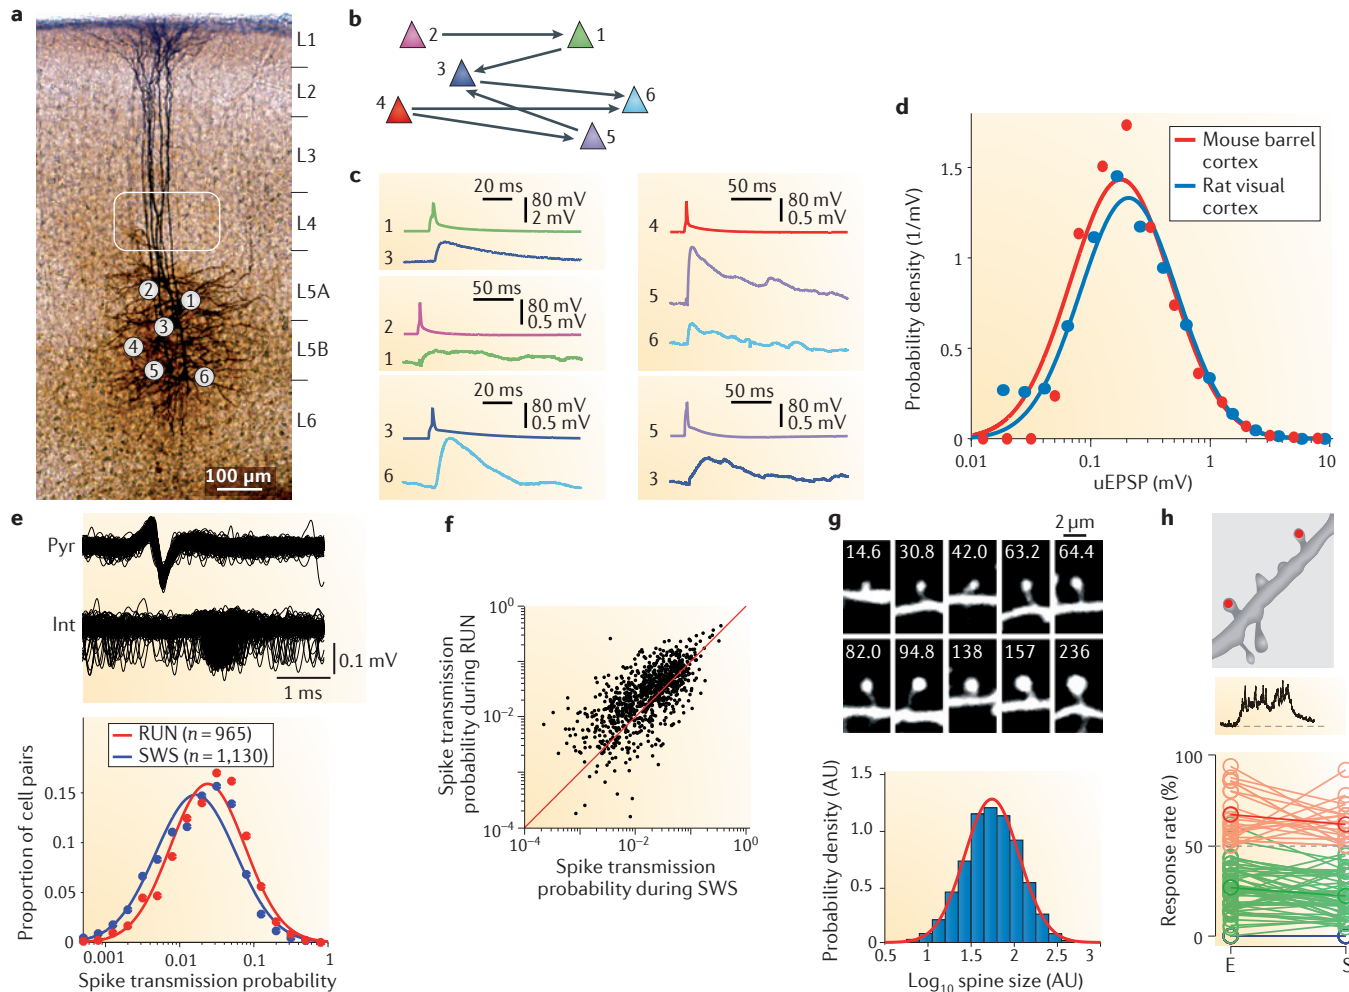 a
L1
L2
L3
L4
L5A
L5B
L6
2
1
3
4
5
6
100 µm
b
2
1
3
6
4
5
c
20 ms
80 mV
2 mV
1
3
50 ms
80 mV
0.5 mV
2
1
20 ms
80 mV
0.5 mV
3
6
50 ms
80 mV
0.5 mV
4
5
6
50 ms
80 mV
0.5 mV
5
3
d
Mouse barrel
cortex
Rat visual
cortex
Probability density (1/mV)
1.5
1
0.5
0
0.01
0.1
1
10
uEPSP (mV)
e
Pyr
Int
0.1 mV
1 ms
RUN (n = 965)
SWS (n = 1,130)
Proportion of cell pairs
0.15
0.1
0.05
0
0.001
0.01
0.1
1
Spike transmission probability
f
Spike transmission
probability during RUN
10⁰
10⁻²
10⁻⁴
10⁻⁴
10⁻²
10⁰
Spike transmission
probability during SWS
g
2 µm
14.6
30.8
42.0
63.2
64.4
82.0
94.8
138
157
236
Probability density (AU)
1.5
1.0
0.5
0
0.5
1
1.5
2
2.5
3
Log₁₀ spine size (AU)
h
Response rate (%)
100
50
0
E
S